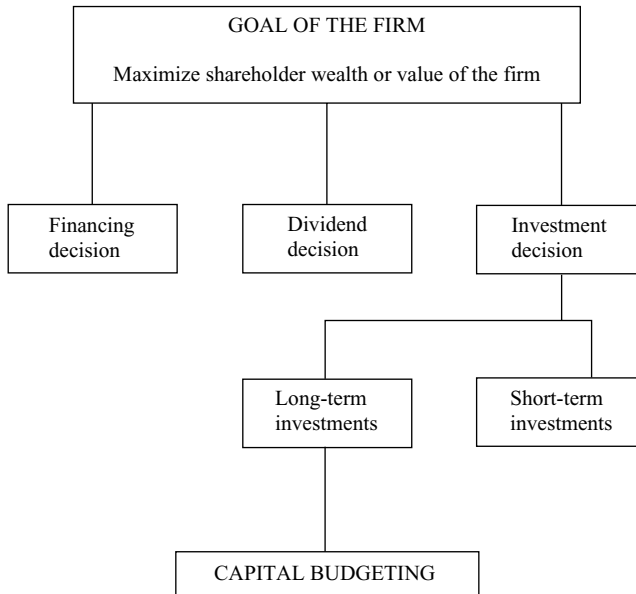 GOAL OF THE FIRM
Maximize shareholder wealth or value of the firm
Financing
decision
Dividend
decision
Investment
decision
Long-term
investments
Short-term
investments
CAPITAL BUDGETING